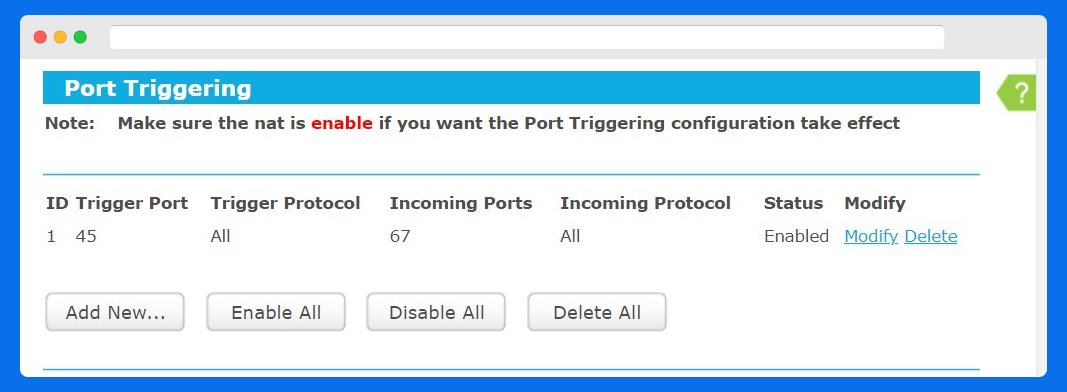 Port Triggering
?
Note: Make sure the nat is enable if you want the Port Triggering configuration take effect
ID Trigger Port Trigger Protocol Incoming Ports Incoming Protocol Status Modify
1 45 All 67 All Enabled Modify Delete
Add New... Enable All Disable All Delete All